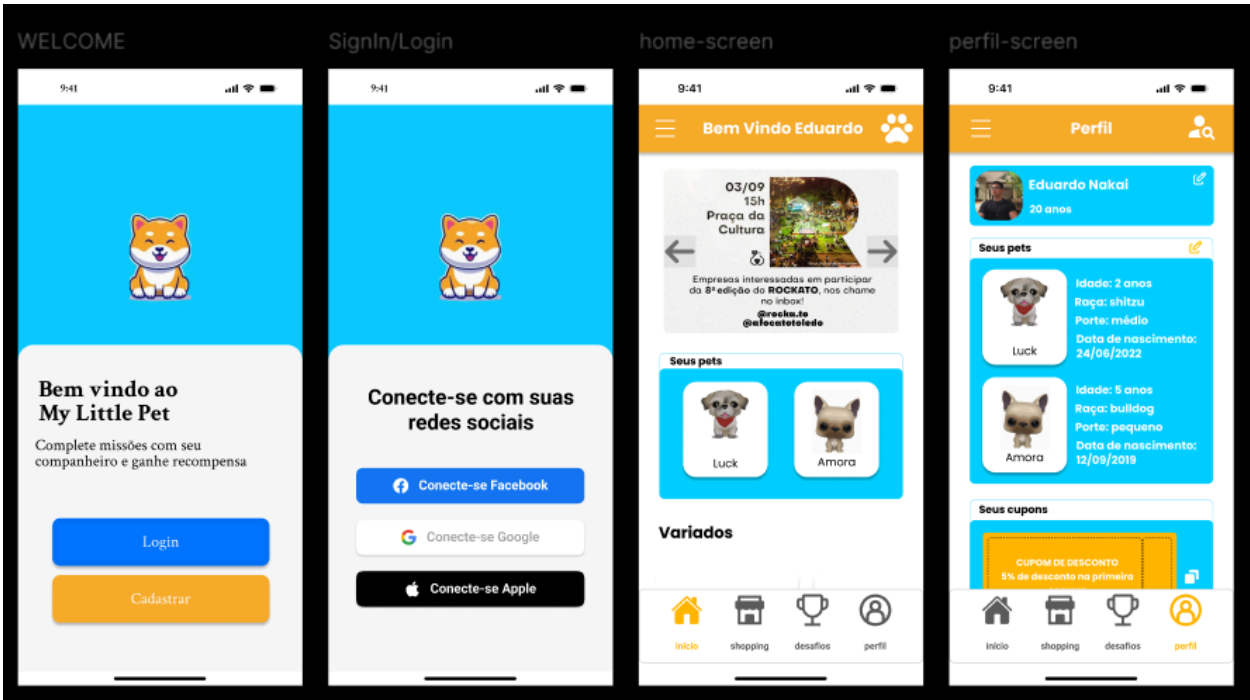 WELCOME
9:41
Bem vindo ao
My Little Pet
Complete missões com seu
companheiro e ganhe recompensa
Login
Cadastrar
SignIn/Login
9:41
Conecte-se com suas
redes sociais
Conecte-se Facebook
Conecte-se Google
Conecte-se Apple
home-screen
9:41
Bem Vindo Eduardo
03/09
15h
Praça da
Cultura
R
Empresas interessadas em participar
da 8ª edição do ROCKATO, nos chame
no inbox!
@rocka.to
@afocatotoledo
Seus pets
Luck
Amora
Variados
início
shopping
desafios
perfil
perfil-screen
9:41
Perfil
Eduardo Nakai
20 anos
Seus pets
Idade: 2 anos
Raça: shitzu
Porte: médio
Data de nascimento:
24/06/2022
Luck
Idade: 5 anos
Raça: bulldog
Porte: pequeno
Data de nascimento:
12/09/2019
Amora
Seus cupons
CUPOM DE DESCONTO
5% de desconto na primeira
início
shopping
desafios
perfil